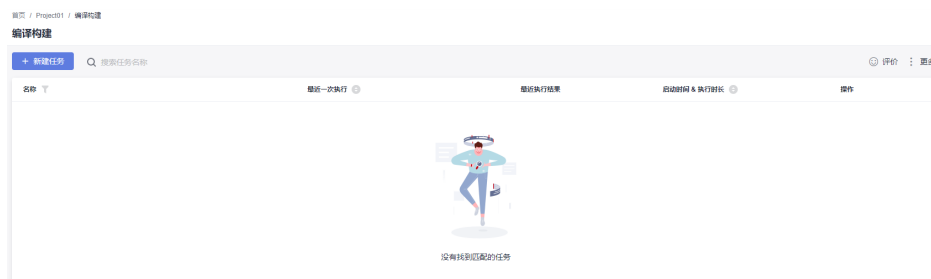 首页 / Project01 / 编译构建
编译构建
+ 新建任务 搜索任务名称 评价 更多
名称 最近一次执行 最近执行结果 启动时间 & 执行时长 操作
没有找到匹配的任务